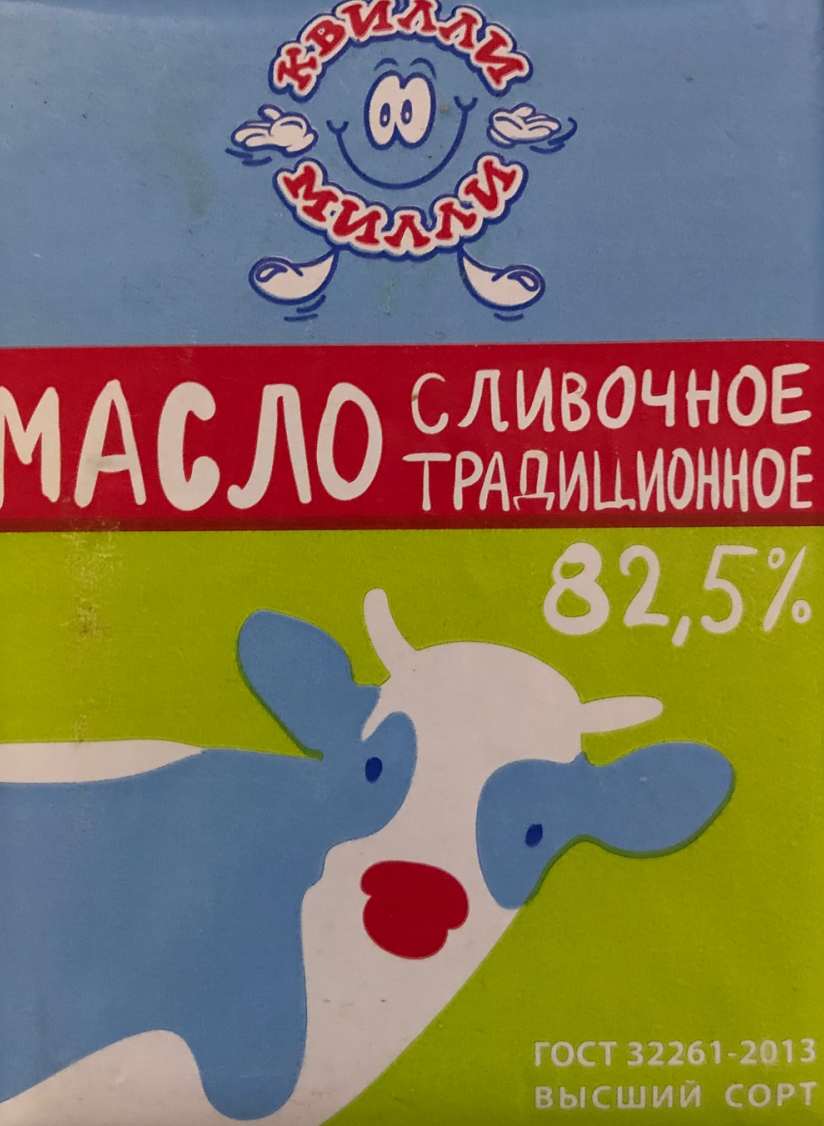 КВИЛЛИ
МИЛЛИ
МАСЛО СЛИВОЧНОЕ
ТРАДИЦИОННОЕ
82,5%
ГОСТ 32261-2013
ВЫСШИЙ СОРТ